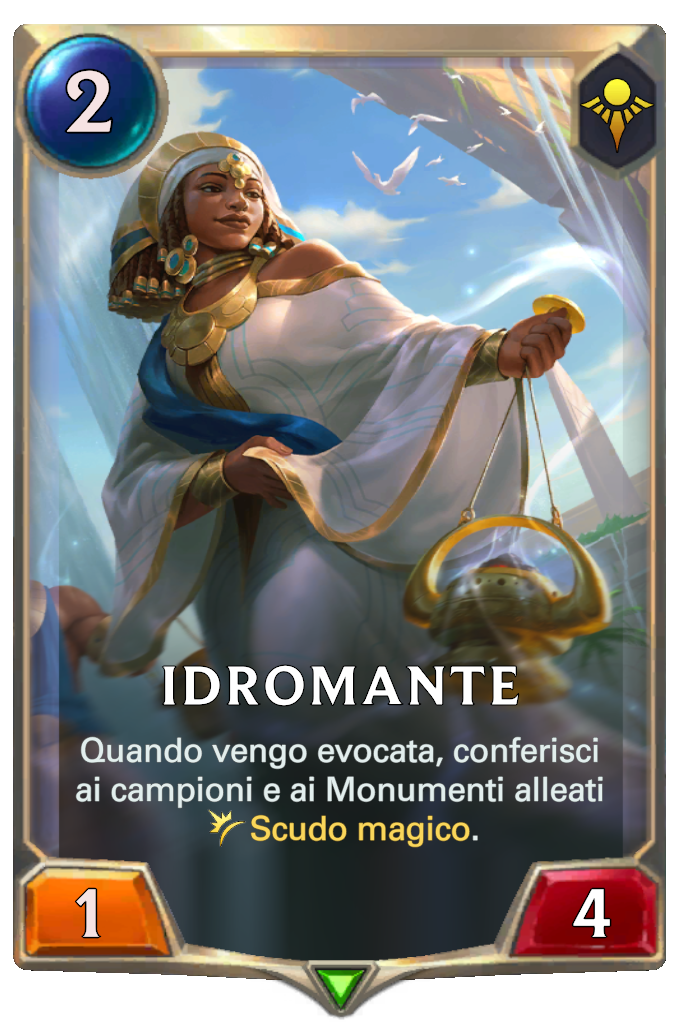 2
IDROMANTE
Quando vengo evocata, conferisci
ai campioni e ai Monumenti alleati
Scudo magico.
1
4